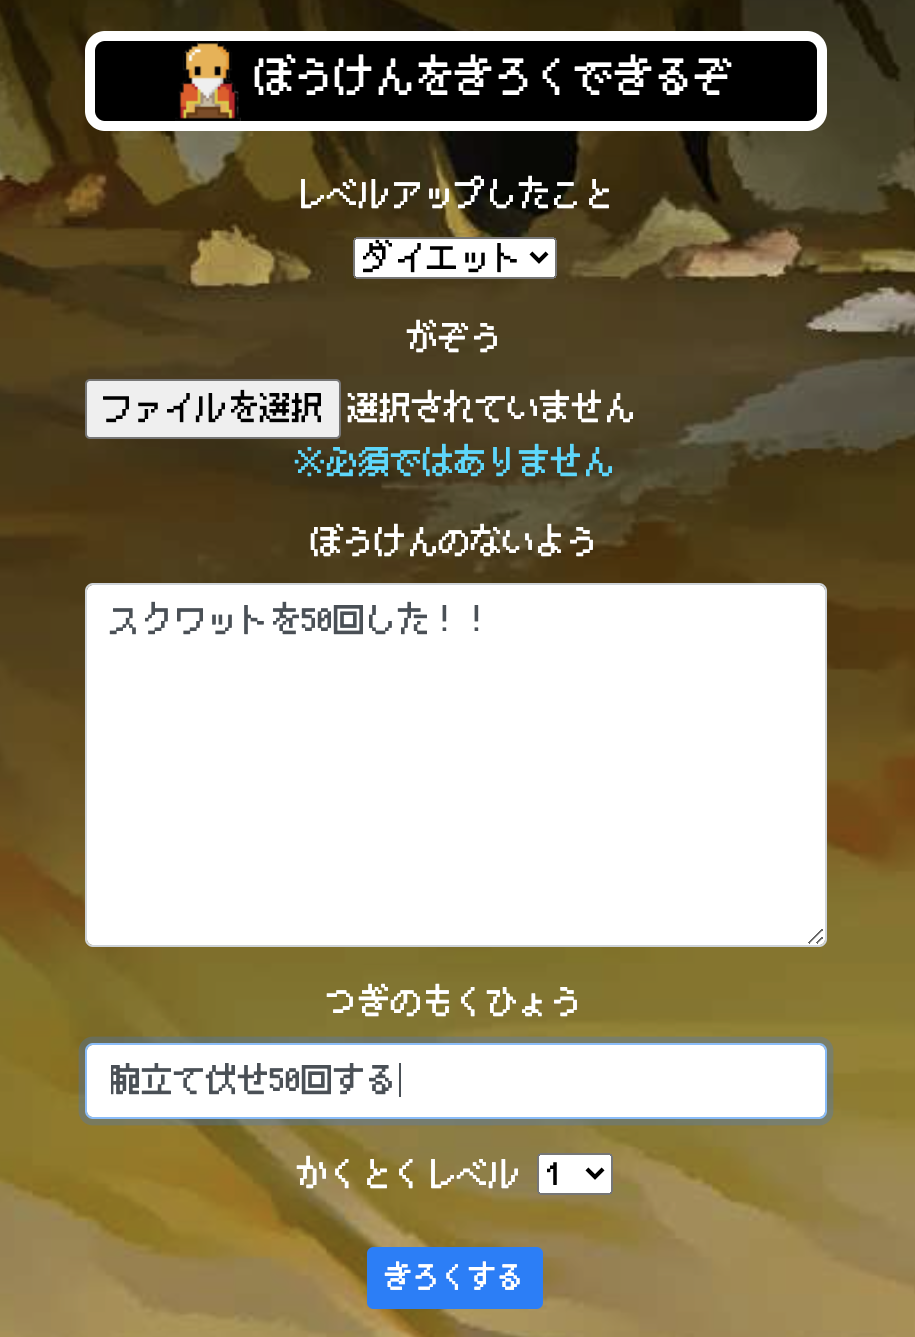 ぼうけんをきろくできるぞ
レベルアップしたこと
ダイエット
がぞう
ファイルを選択 選択されていません
※必須ではありません
ぼうけんのないよう
スクワットを50回した！！
つぎのもくひょう
腕立て伏せ50回する
かくとくレベル 1
きろくする